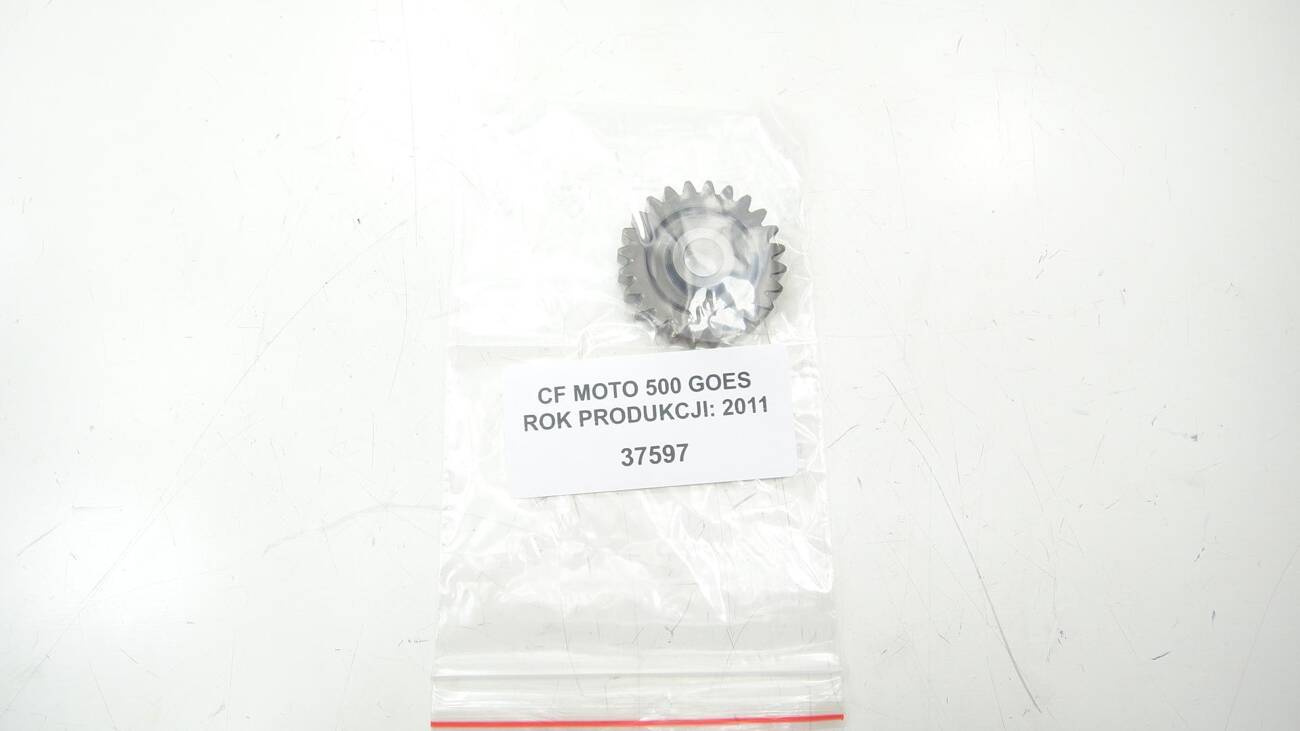 CF MOTO 500 GOES
ROK PRODUKCJI: 2011
37597